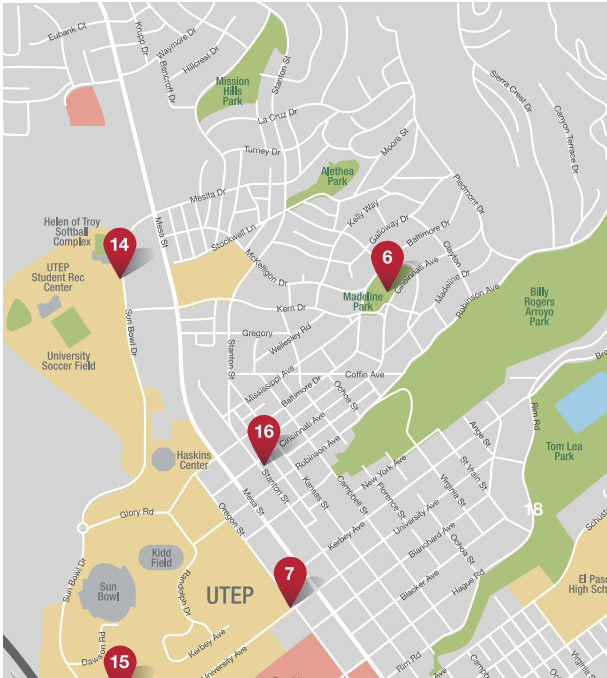 Eubank Ct
Krupp Dr
Waymore Dr
Hillcrest Dr
Bancroft Dr
Stanton St
Mission
Hills
Park
Sierra Crest Dr
Canyon Terrace Dr
La Cruz Dr
Turney Dr
Moore St
Alethea
Park
Piedmont Dr
Mesita Dr
Mesa St
Stockwell Ln
Kelly Way
Galloway Dr
Baltimore Dr
Helen of Troy
Softball
Complex
14
6
McKelligon Dr
Cincinnati Ave
Clayton
Madeline Dr
Robinson Ave
UTEP
Student Rec
Center
Madeline
Park
Billy
Rogers
Arroyo
Park
Kern Dr
Sun Bowl Dr
Gregory
Wellesley Rd
University
Soccer Field
Stanton St
Mississippi Ave
Baltimore Dr
Coffin Ave
Ochoa St
Rim Rd
Cincinnati Ave
16
Robinson Ave
Ange St
Tom Lea
Park
Haskins
Center
Stanton St
Kansas St
New York Ave
St Vrain St
Campbell St
Florence St
Virginia St
Mesa St
Oregon St
Glory Rd
University Ave
18
Kerbey Ave
Blanchard Ave
Ochoa St
Kidd
Field
Sun Bowl Dr
Sun
Bowl
Randolph Dr
UTEP
7
Blacker Ave
Hague Rd
El Paso
High Sch
Dawson Rd
Kerbey Ave
University Ave
15
Rim Rd
Ave
Virginia St